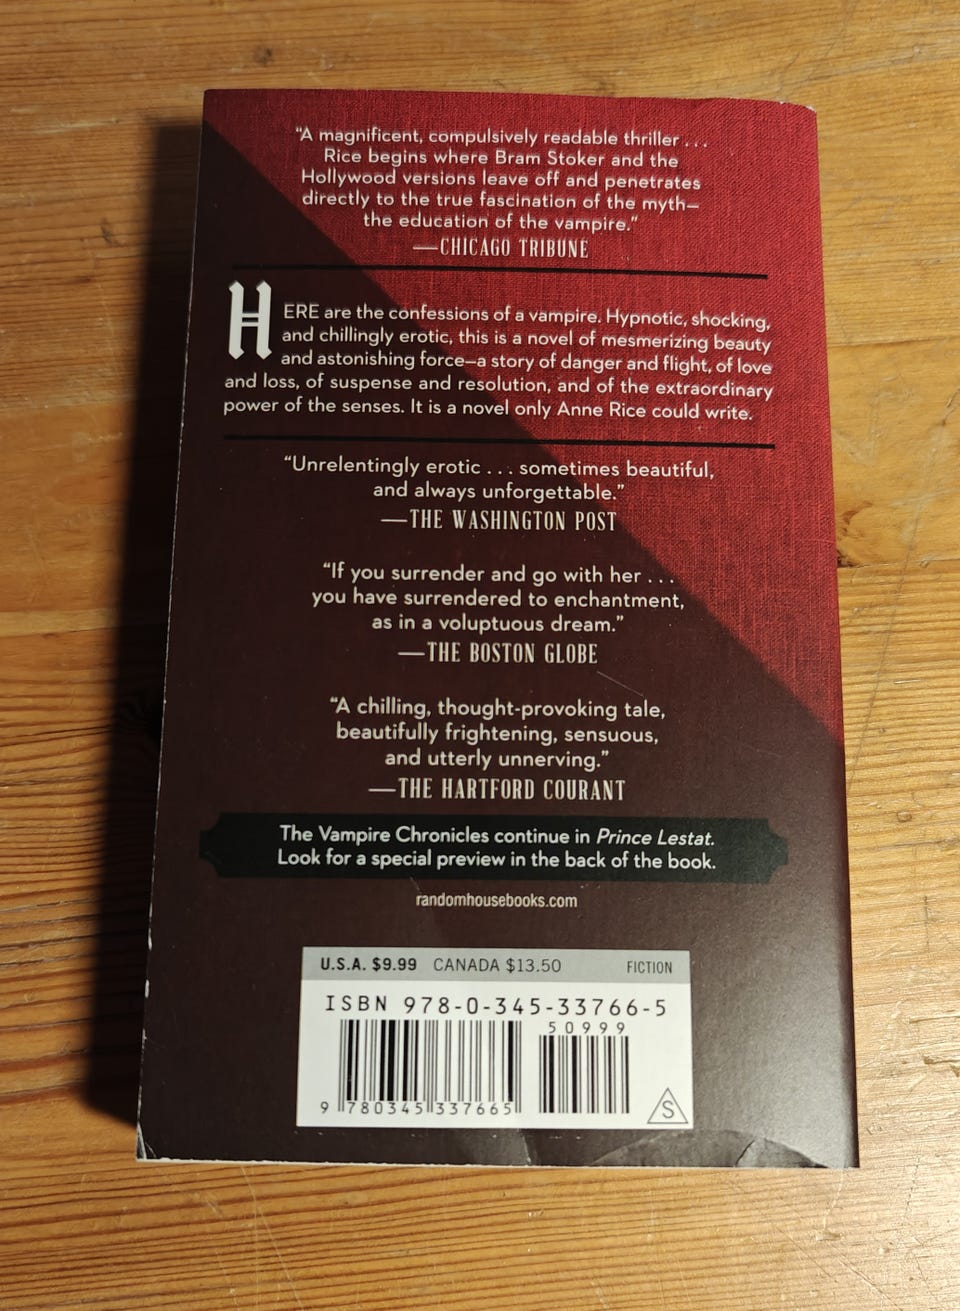 “A magnificent, compulsively readable thriller . . .
Rice begins where Bram Stoker and the
Hollywood versions leave off and penetrates
directly to the true fascination of the myth—
the education of the vampire.”
—CHICAGO TRIBUNE
HERE are the confessions of a vampire. Hypnotic, shocking,
and chillingly erotic, this is a novel of mesmerizing beauty
and astonishing force—a story of danger and flight, of love
and loss, of suspense and resolution, and of the extraordinary
power of the senses. It is a novel only Anne Rice could write.
“Unrelentingly erotic . . . sometimes beautiful,
and always unforgettable.”
—THE WASHINGTON POST
“If you surrender and go with her . . .
you have surrendered to enchantment,
as in a voluptuous dream.”
—THE BOSTON GLOBE
“A chilling, thought-provoking tale,
beautifully frightening, sensuous,
and utterly unnerving.”
—THE HARTFORD COURANT
The Vampire Chronicles continue in Prince Lestat.
Look for a special preview in the back of the book.
randomhousebooks.com
U.S.A. $9.99 CANADA $13.50 FICTION
ISBN 978-0-345-33766-5
50999
9 780345 337665
S